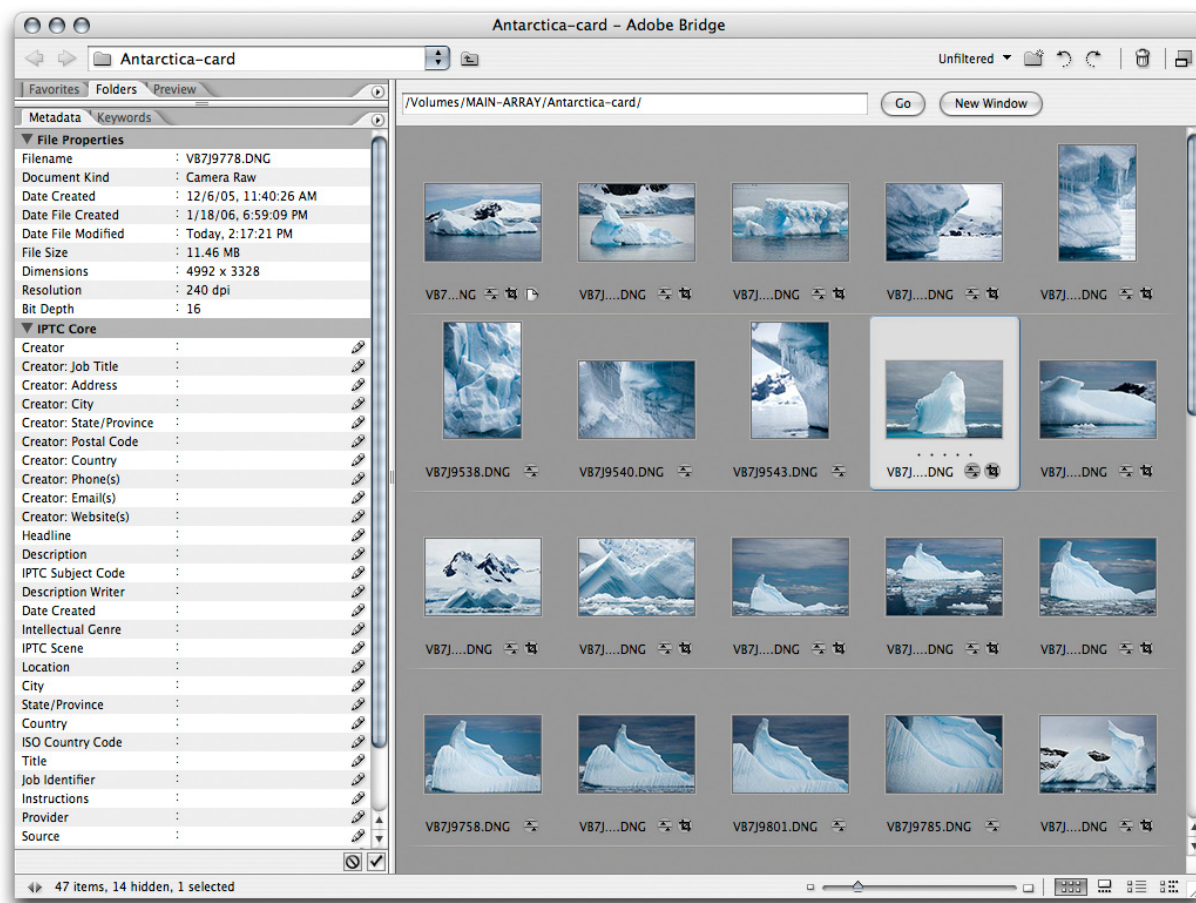 Antarctica-card – Adobe Bridge
Antarctica-card
Unfiltered
Favorites Folders Preview
/Volumes/MAIN-ARRAY/Antarctica-card/ Go New Window
Metadata Keywords
File Properties
Filename : VB7J9778.DNG
Document Kind : Camera Raw
Date Created : 12/6/05, 11:40:26 AM
Date File Created : 1/18/06, 6:59:09 PM
Date File Modified : Today, 2:17:21 PM
File Size : 11.46 MB
Dimensions : 4992 x 3328
Resolution : 240 dpi
Bit Depth : 16
IPTC Core
Creator :
Creator: Job Title :
Creator: Address :
Creator: City :
Creator: State/Province :
Creator: Postal Code :
Creator: Country :
Creator: Phone(s) :
Creator: Email(s) :
Creator: Website(s) :
Headline :
Description :
IPTC Subject Code :
Description Writer :
Date Created :
Intellectual Genre :
IPTC Scene :
Location :
City :
State/Province :
Country :
ISO Country Code :
Title :
Job Identifier :
Instructions :
Provider :
Source :
VB7...NG VB7J....DNG VB7J....DNG VB7J....DNG VB7J....DNG
VB7J9538.DNG VB7J9540.DNG VB7J9543.DNG VB7J....DNG VB7J....DNG
VB7J....DNG VB7J....DNG VB7J....DNG VB7J....DNG VB7J....DNG
VB7J9758.DNG VB7J....DNG VB7J9801.DNG VB7J9785.DNG VB7J....DNG
47 items, 14 hidden, 1 selected